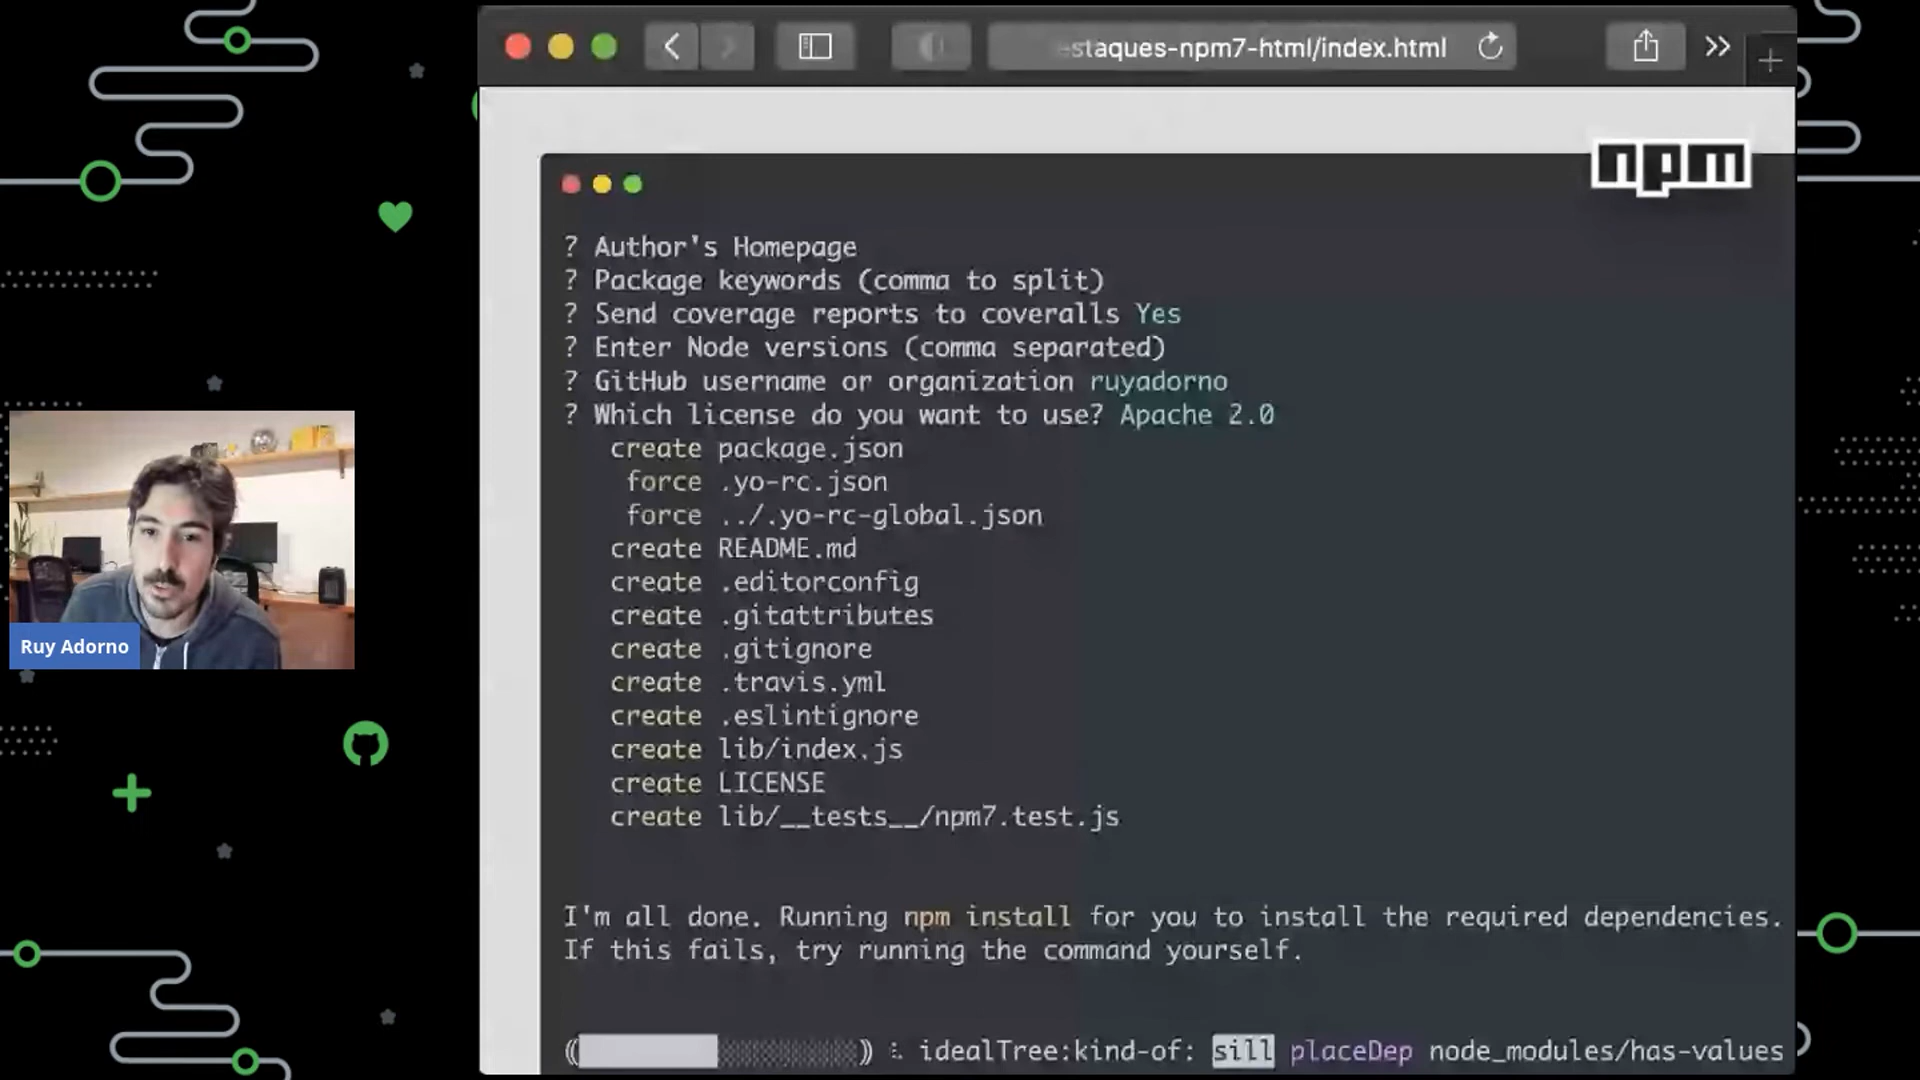 -staques-npm7-html/index.html
npm
? Author's Homepage
? Package keywords (comma to split)
? Send coverage reports to coveralls Yes
? Enter Node versions (comma separated)
? GitHub username or organization ruyadorno
? Which license do you want to use? Apache 2.0
create package.json
force .yo-rc.json
force ../.yo-rc-global.json
create README.md
create .editorconfig
create .gitattributes
create .gitignore
create .travis.yml
create .eslintignore
create lib/index.js
create LICENSE
create lib/__tests__/npm7.test.js
I'm all done. Running npm install for you to install the required dependencies.
If this fails, try running the command yourself.
idealTree:kind-of: sill placeDep node_modules/has-values
Ruy Adorno